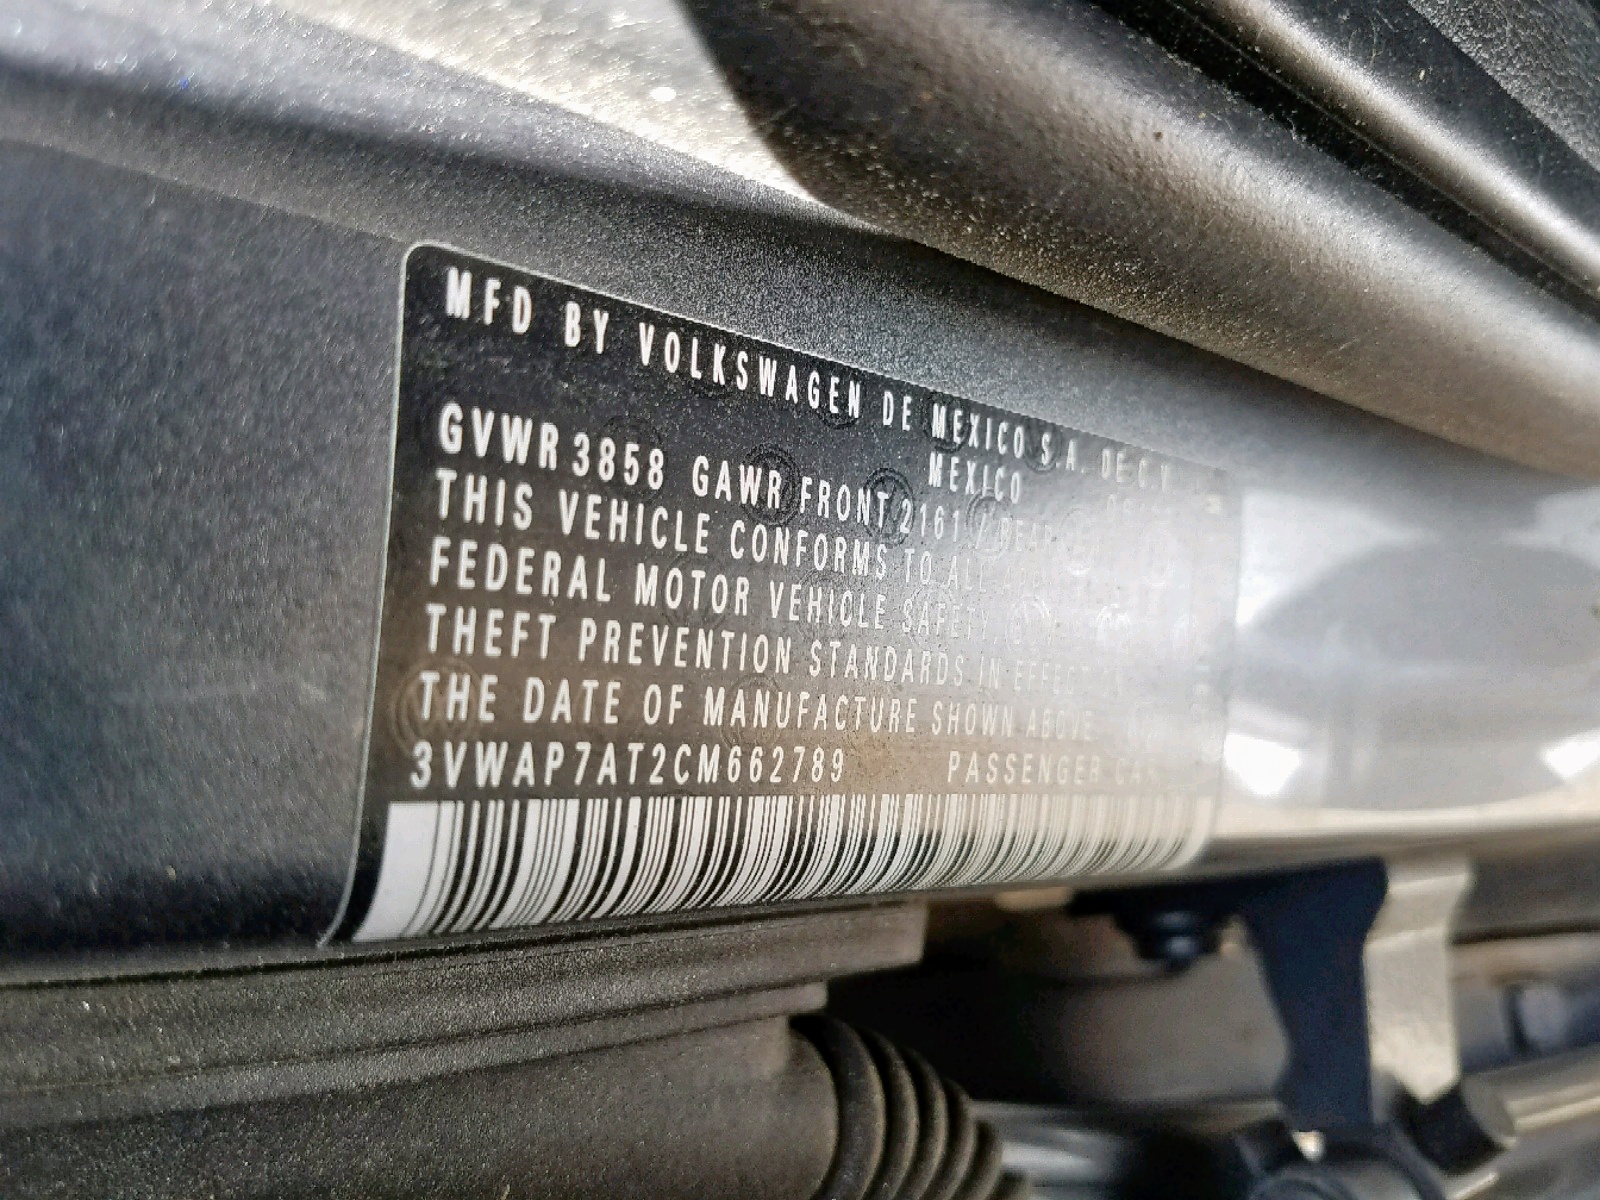 MFD BY VOLKSWAGEN DE MEXICO S.A. DE C.V.
MEXICO
GVWR 3858 GAWR FRONT 2161 / REAR
THIS VEHICLE CONFORMS TO ALL
FEDERAL MOTOR VEHICLE SAFETY
THEFT PREVENTION STANDARDS IN EFFECT
THE DATE OF MANUFACTURE SHOWN ABOVE
3VWAP7AT2CM662789 PASSENGER CAR